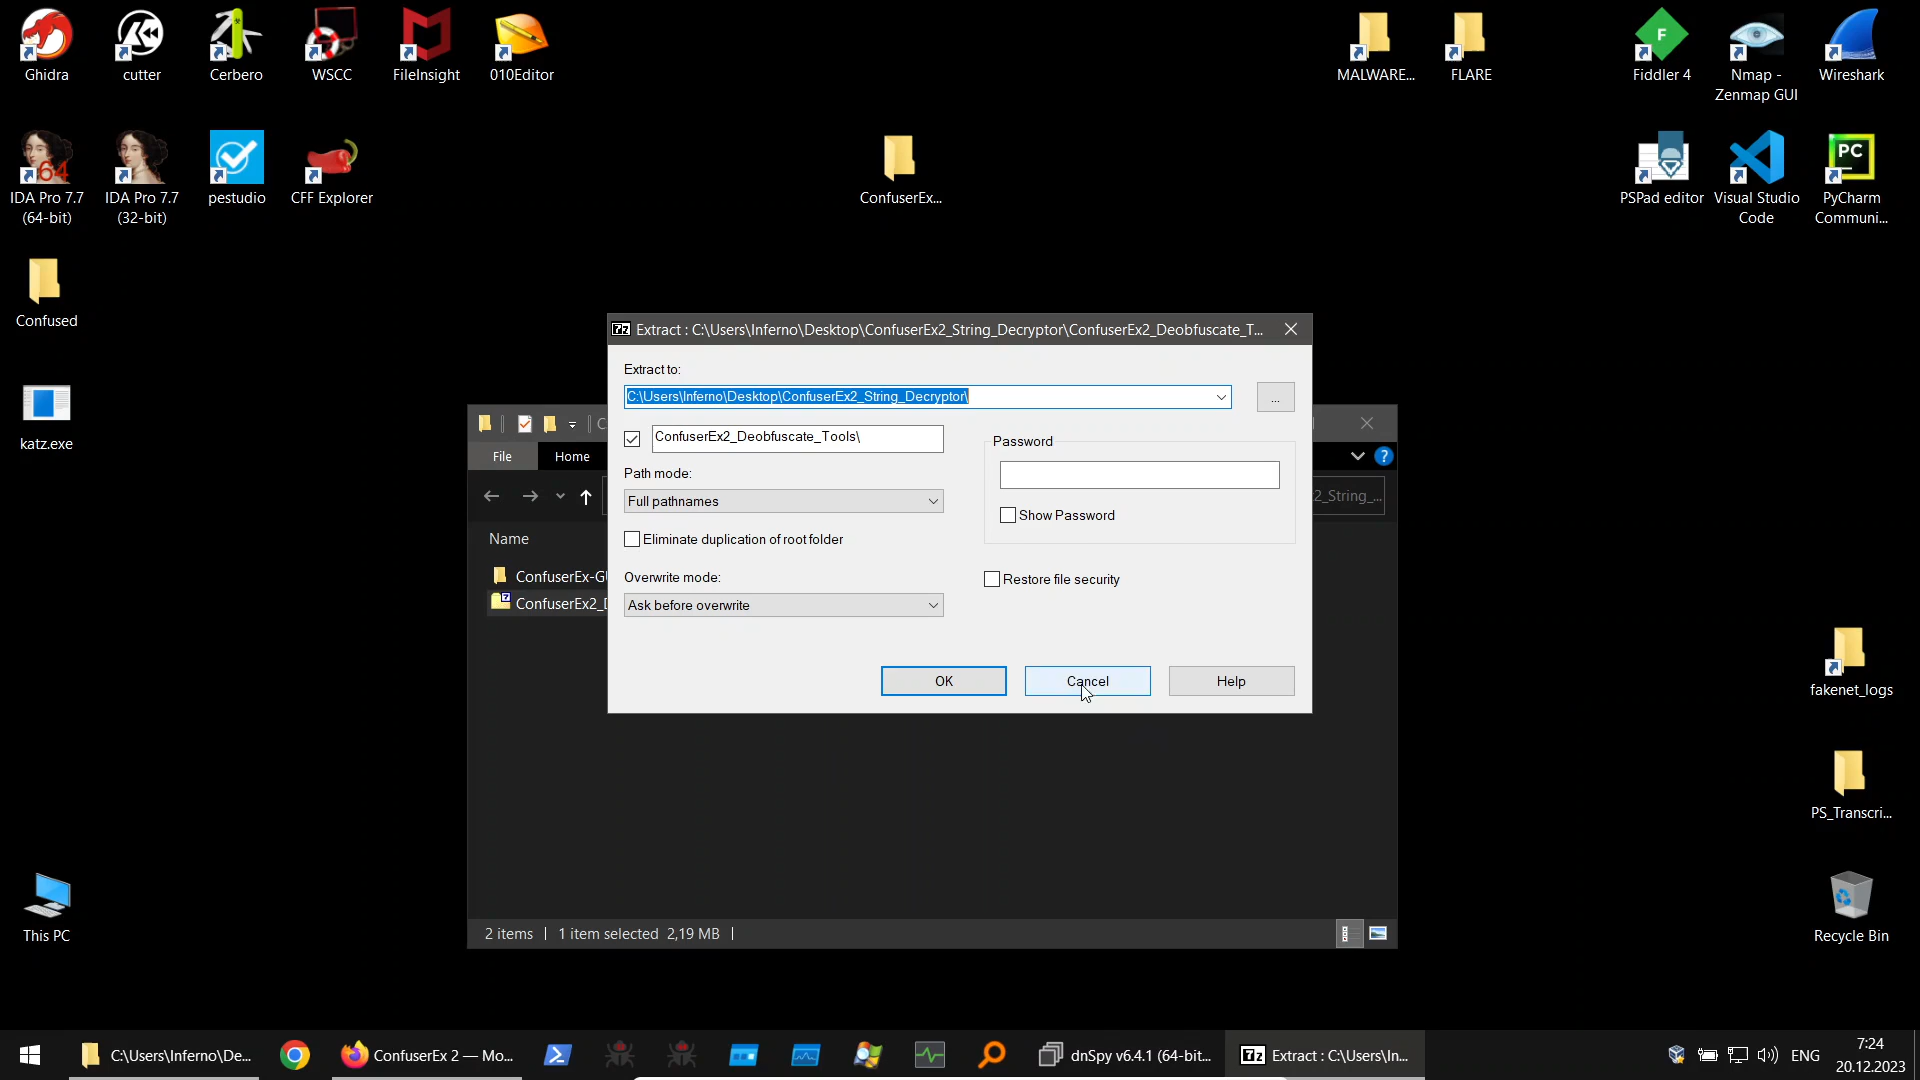 Ghidra
cutter
Cerbero
WSCC
FileInsight
010Editor
MALWARE...
FLARE
Fiddler 4
Nmap -
Zenmap GUI
Wireshark
IDA Pro 7.7
(64-bit)
IDA Pro 7.7
(32-bit)
pestudio
CFF Explorer
ConfuserEx...
PSPad editor
Visual Studio
Code
PyCharm
Communi...
Confused
katz.exe
Extract : C:\Users\Inferno\Desktop\ConfuserEx2_String_Decryptor\ConfuserEx2_Deobfuscate_T...
Extract to:
C:\Users\Inferno\Desktop\ConfuserEx2_String_Decryptor\
...
ConfuserEx2_Deobfuscate_Tools\
Path mode:
Full pathnames
Eliminate duplication of root folder
Overwrite mode:
Ask before overwrite
Password
Show Password
Restore file security
OK
Cancel
Help
File
Home
2_String_...
Name
ConfuserEx-GU
ConfuserEx2_D
2 items
1 item selected 2,19 MB
fakenet_logs
PS_Transcri...
This PC
Recycle Bin
C:\Users\Inferno\De...
ConfuserEx 2 — Mo...
dnSpy v6.4.1 (64-bit...
Extract : C:\Users\In...
ENG
7:24
20.12.2023